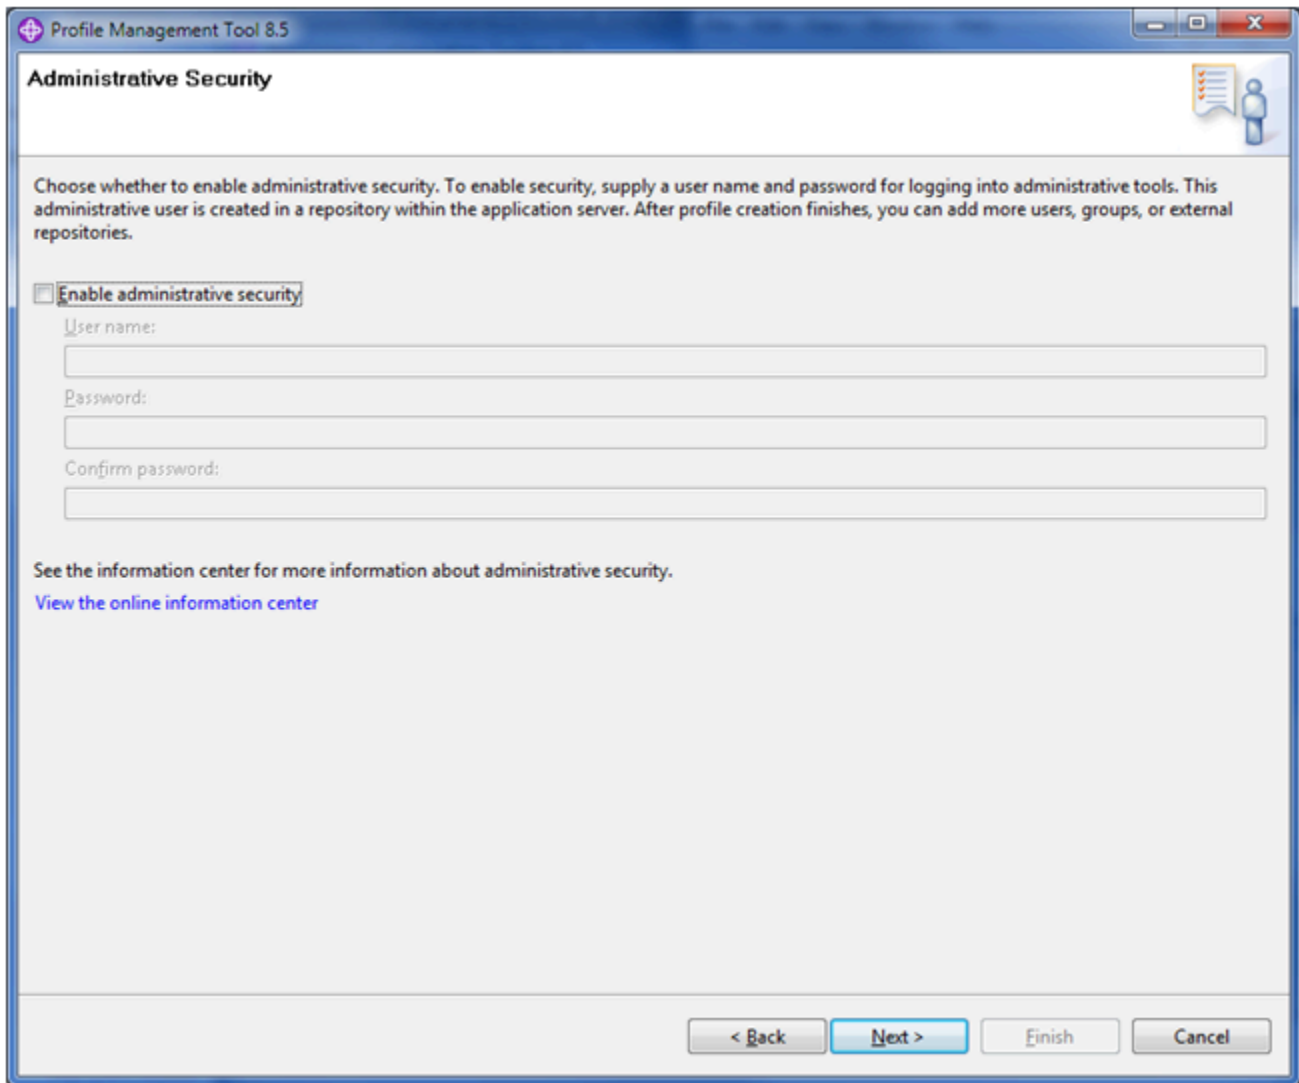 Profile Management Tool 8.5
Administrative Security
Choose whether to enable administrative security. To enable security, supply a user name and password for logging into administrative tools. This
administrative user is created in a repository within the application server. After profile creation finishes, you can add more users, groups, or external
repositories.
Enable administrative security
User name:
Password:
Confirm password:
See the information center for more information about administrative security.
View the online information center
< Back Next > Finish Cancel